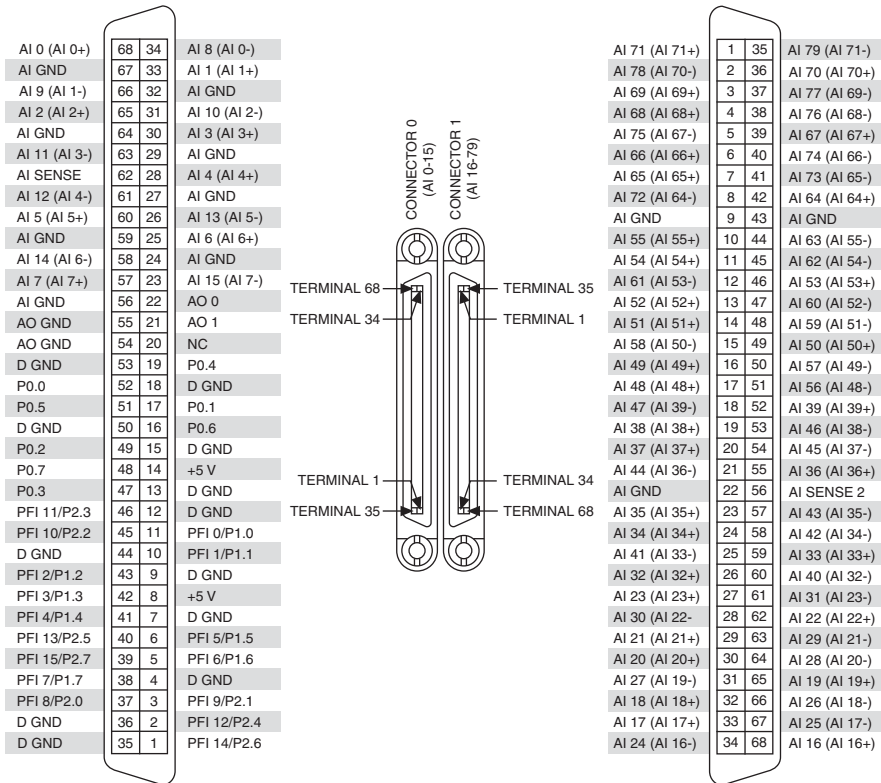 AI 0 (AI 0+) 68 34 AI 8 (AI 0-)
AI GND 67 33 AI 1 (AI 1+)
AI 9 (AI 1-) 66 32 AI GND
AI 2 (AI 2+) 65 31 AI 10 (AI 2-)
AI GND 64 30 AI 3 (AI 3+)
AI 11 (AI 3-) 63 29 AI GND
AI SENSE 62 28 AI 4 (AI 4+)
AI 12 (AI 4-) 61 27 AI GND
AI 5 (AI 5+) 60 26 AI 13 (AI 5-)
AI GND 59 25 AI 6 (AI 6+)
AI 14 (AI 6-) 58 24 AI GND
AI 7 (AI 7+) 57 23 AI 15 (AI 7-)
AI GND 56 22 AO 0
AO GND 55 21 AO 1
AO GND 54 20 NC
D GND 53 19 P0.4
P0.0 52 18 D GND
P0.5 51 17 P0.1
D GND 50 16 P0.6
P0.2 49 15 D GND
P0.7 48 14 +5 V
P0.3 47 13 D GND
PFI 11/P2.3 46 12 D GND
PFI 10/P2.2 45 11 PFI 0/P1.0
D GND 44 10 PFI 1/P1.1
PFI 2/P1.2 43 9 D GND
PFI 3/P1.3 42 8 +5 V
PFI 4/P1.4 41 7 D GND
PFI 13/P2.5 40 6 PFI 5/P1.5
PFI 15/P2.7 39 5 PFI 6/P1.6
PFI 7/P1.7 38 4 D GND
PFI 8/P2.0 37 3 PFI 9/P2.1
D GND 36 2 PFI 12/P2.4
D GND 35 1 PFI 14/P2.6
CONNECTOR 0
(AI 0-15)
CONNECTOR 1
(AI 16-79)
TERMINAL 68
TERMINAL 34
TERMINAL 35
TERMINAL 1
TERMINAL 1
TERMINAL 35
TERMINAL 34
TERMINAL 68
AI 71 (AI 71+) 1 35 AI 79 (AI 71-)
AI 78 (AI 70-) 2 36 AI 70 (AI 70+)
AI 69 (AI 69+) 3 37 AI 77 (AI 69-)
AI 68 (AI 68+) 4 38 AI 76 (AI 68-)
AI 75 (AI 67-) 5 39 AI 67 (AI 67+)
AI 66 (AI 66+) 6 40 AI 74 (AI 66-)
AI 65 (AI 65+) 7 41 AI 73 (AI 65-)
AI 72 (AI 64-) 8 42 AI 64 (AI 64+)
AI GND 9 43 AI GND
AI 55 (AI 55+) 10 44 AI 63 (AI 55-)
AI 54 (AI 54+) 11 45 AI 62 (AI 54-)
AI 61 (AI 53-) 12 46 AI 53 (AI 53+)
AI 52 (AI 52+) 13 47 AI 60 (AI 52-)
AI 51 (AI 51+) 14 48 AI 59 (AI 51-)
AI 58 (AI 50-) 15 49 AI 50 (AI 50+)
AI 49 (AI 49+) 16 50 AI 57 (AI 49-)
AI 48 (AI 48+) 17 51 AI 56 (AI 48-)
AI 47 (AI 39-) 18 52 AI 39 (AI 39+)
AI 38 (AI 38+) 19 53 AI 46 (AI 38-)
AI 37 (AI 37+) 20 54 AI 45 (AI 37-)
AI 44 (AI 36-) 21 55 AI 36 (AI 36+)
AI GND 22 56 AI SENSE 2
AI 35 (AI 35+) 23 57 AI 43 (AI 35-)
AI 34 (AI 34+) 24 58 AI 42 (AI 34-)
AI 41 (AI 33-) 25 59 AI 33 (AI 33+)
AI 32 (AI 32+) 26 60 AI 40 (AI 32-)
AI 23 (AI 23+) 27 61 AI 31 (AI 23-)
AI 30 (AI 22- 28 62 AI 22 (AI 22+)
AI 21 (AI 21+) 29 63 AI 29 (AI 21-)
AI 20 (AI 20+) 30 64 AI 28 (AI 20-)
AI 27 (AI 19-) 31 65 AI 19 (AI 19+)
AI 18 (AI 18+) 32 66 AI 26 (AI 18-)
AI 17 (AI 17+) 33 67 AI 25 (AI 17-)
AI 24 (AI 16-) 34 68 AI 16 (AI 16+)